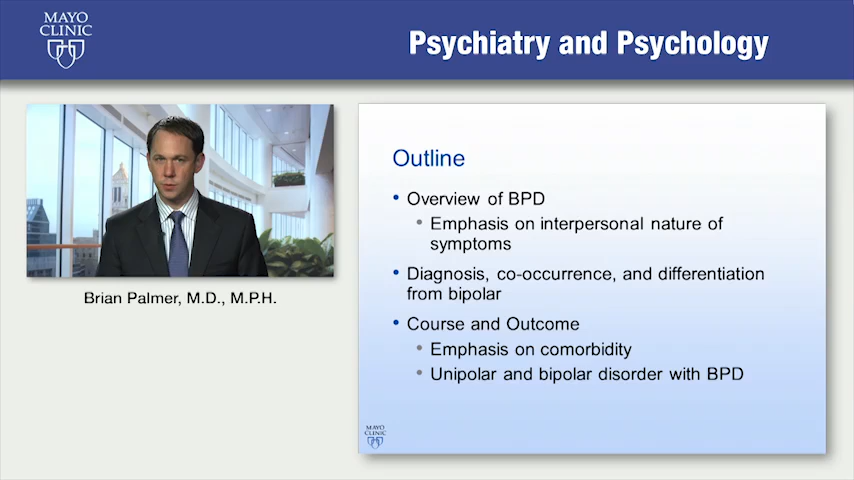 MAYO
CLINIC
Psychiatry and Psychology
Brian Palmer, M.D., M.P.H.
Outline
• Overview of BPD
• Emphasis on interpersonal nature of
symptoms
• Diagnosis, co-occurrence, and differentiation
from bipolar
• Course and Outcome
• Emphasis on comorbidity
• Unipolar and bipolar disorder with BPD
MAYO
CLINIC